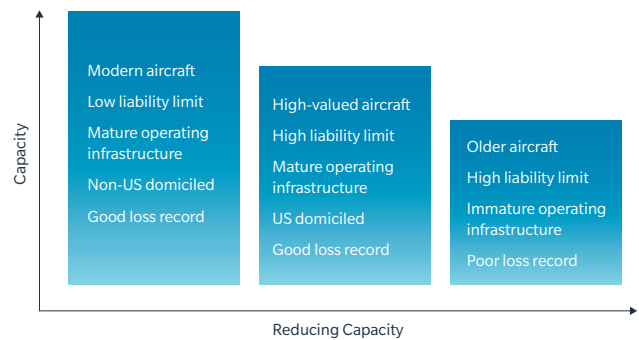 Capacity
Modern aircraft
Low liability limit
Mature operating
infrastructure
Non-US domiciled
Good loss record
High-valued aircraft
High liability limit
Mature operating
infrastructure
US domiciled
Good loss record
Older aircraft
High liability limit
Immature operating
infrastructure
Poor loss record
Reducing Capacity